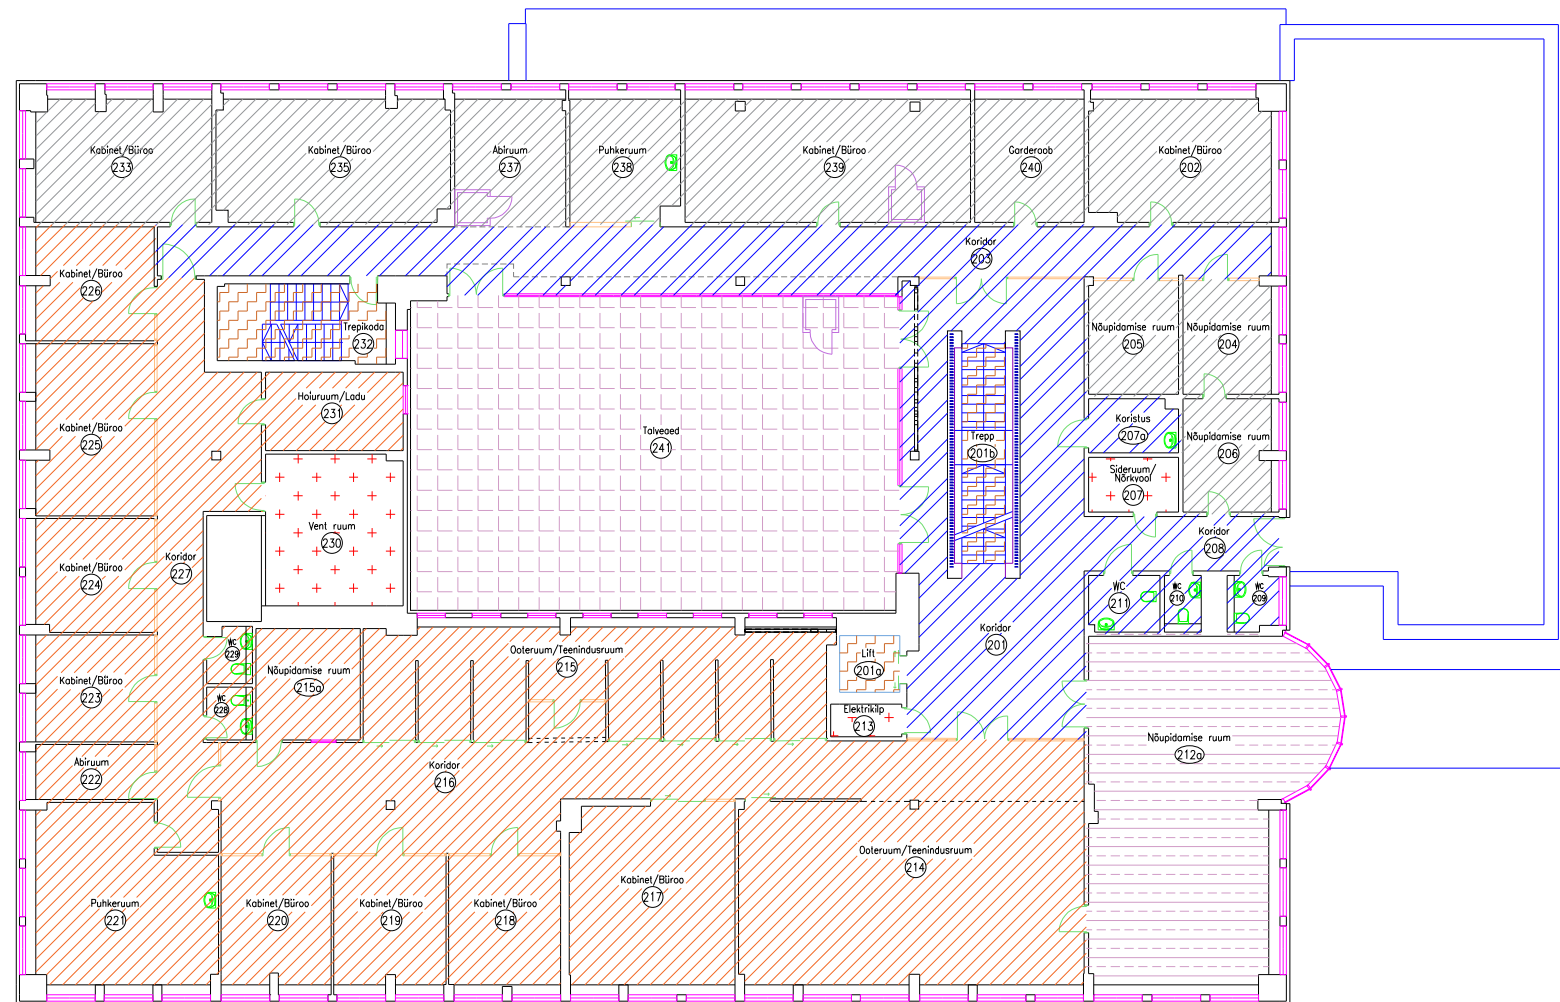 Kabinet/Büroo
233
Kabinet/Büroo
235
Abiruum
237
Puhkeruum
238
Kabinet/Büroo
239
Garderoob
240
Kabinet/Büroo
202
Koridor
203
Kabinet/Büroo
226
Trepikoda
232
Nõupidamise ruum
205
Nõupidamise ruum
204
Hoiuruum/Ladu
231
Kabinet/Büroo
225
Talveaed
241
Trepp
201b
Koristus
207a
Nõupidamise ruum
206
Sideruum/
Nõrkvool
207
Vent ruum
230
Koridor
227
Kabinet/Büroo
224
Koridor
208
WC
211
WC
210
WC
209
Koridor
201
WC
229
Nõupidamise ruum
215a
Ooteruum/Teenindusruum
215
Lift
201a
Kabinet/Büroo
223
WC
228
Elektrikilp
213
Nõupidamise ruum
212a
Abiruum
222
Koridor
216
Ooteruum/Teenindusruum
214
Kabinet/Büroo
217
Puhkeruum
221
Kabinet/Büroo
220
Kabinet/Büroo
219
Kabinet/Büroo
218